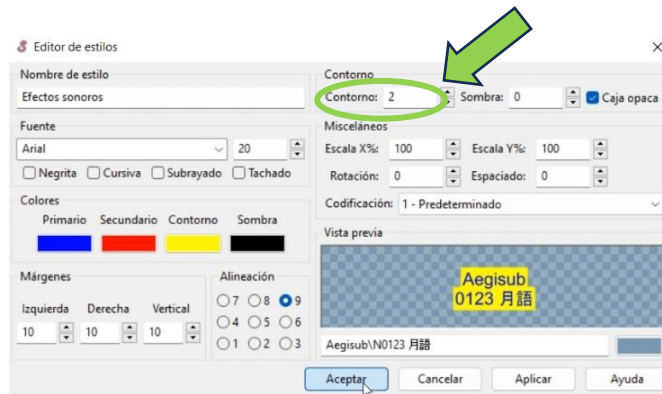 Editor de estilos
Nombre de estilo
Efectos sonoros
Fuente
Arial 20
Negrita Cursiva Subrayado Tachado
Colores
Primario Secundario Contorno Sombra
Márgenes
Izquierda Derecha Vertical
10 10 10
Alineación
7 8 9
4 5 6
1 2 3
Contorno
Contorno: 2 Sombra: 0 Caja opaca
Misceláneos
Escala X%: 100 Escala Y%: 100
Rotación: 0 Espaciado: 0
Codificación: 1 - Predeterminado
Vista previa
Aegisub
0123 月語
Aegisub\N0123 月語
Aceptar Cancelar Aplicar Ayuda